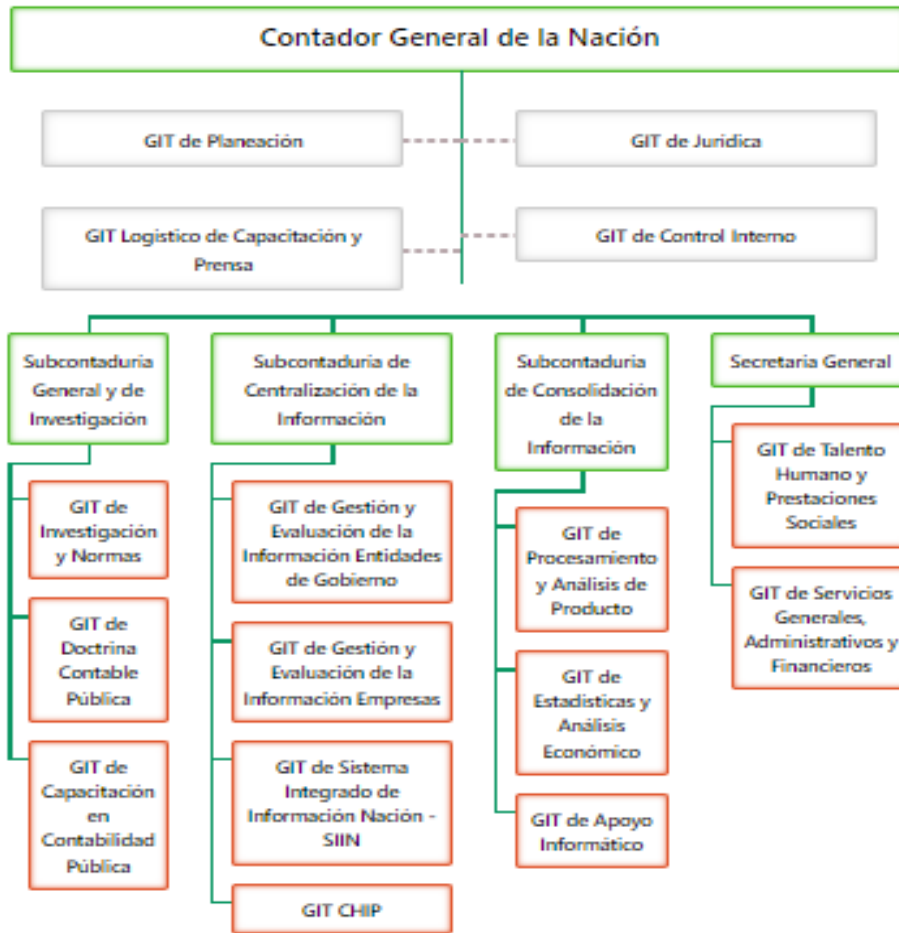 Contador General de la Nación
GIT de Planeación
GIT de Jurídica
GIT Logístico de Capacitación y
Prensa
GIT de Control Interno
Subcontaduría
General y de
Investigación
Subcontaduría de
Centralización de la
Información
Subcontaduría
de Consolidación
de la
Información
Secretaria General
GIT de
Investigación
y Normas
GIT de
Doctrina
Contable
Pública
GIT de
Capacitación
en
Contabilidad
Pública
GIT de Gestión y
Evaluación de la
Información Entidades
de Gobierno
GIT de Gestión y
Evaluación de la
Información Empresas
GIT de Sistema
Integrado de
Información Nación -
SIIN
GIT CHIP
GIT de
Procesamiento
y Análisis de
Producto
GIT de
Estadísticas y
Análisis
Económico
GIT de Apoyo
Informático
GIT de Talento
Humano y
Prestaciones
Sociales
GIT de Servicios
Generales,
Administrativos y
Financieros